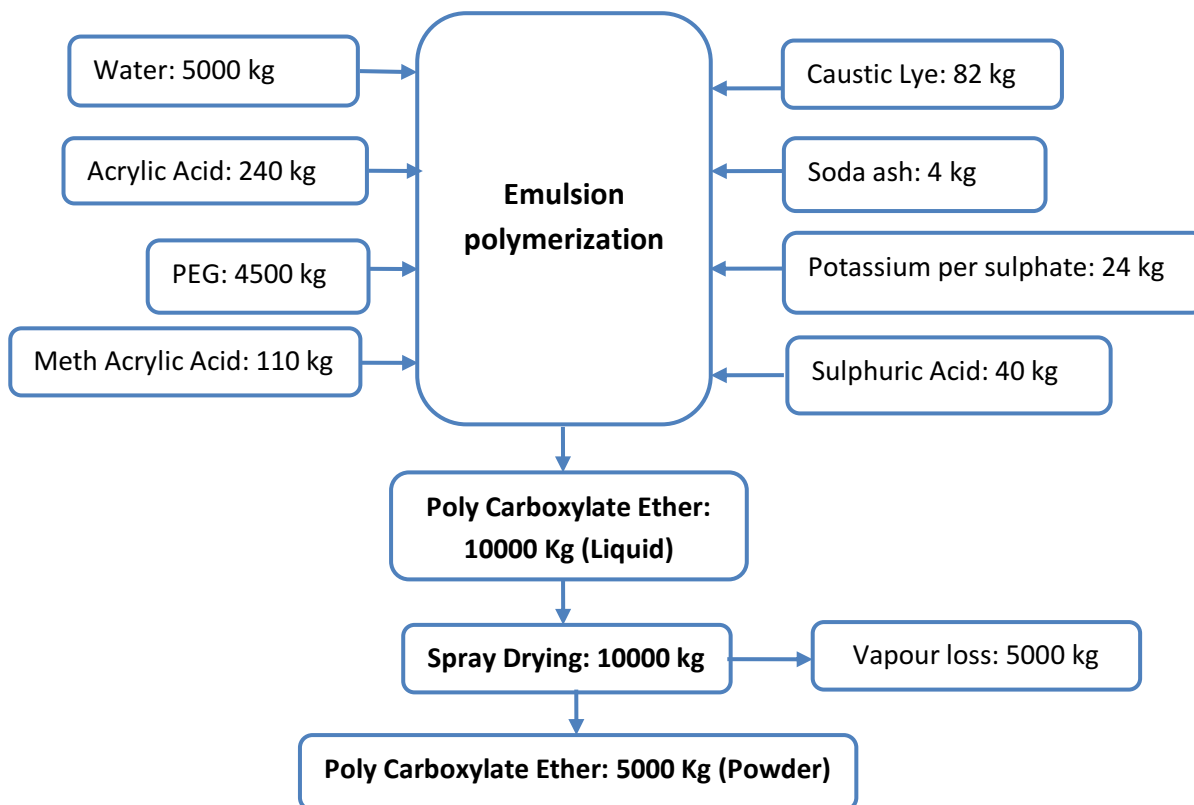 Water: 5000 kg
Acrylic Acid: 240 kg
PEG: 4500 kg
Meth Acrylic Acid: 110 kg
Emulsion
polymerization
Caustic Lye: 82 kg
Soda ash: 4 kg
Potassium per sulphate: 24 kg
Sulphuric Acid: 40 kg
Poly Carboxylate Ether:
10000 Kg (Liquid)
Spray Drying: 10000 kg
Vapour loss: 5000 kg
Poly Carboxylate Ether: 5000 Kg (Powder)